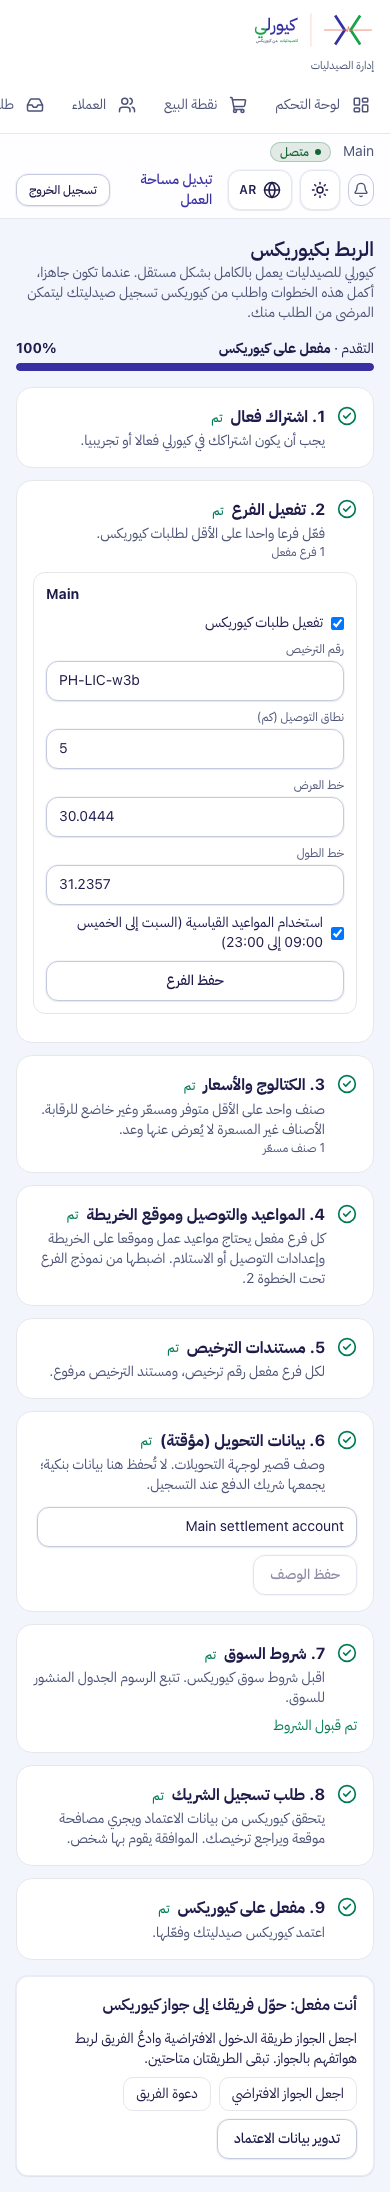 كيورلي
للصيدليات من كيوريكس
إدارة الصيدليات
لوحة التحكم
نقطة البيع
العملاء
Main
متصل
AR
تبديل مساحة
العمل
تسجيل الخروج
الربط بكيوريكس
كيورلي للصيدليات يعمل بالكامل بشكل مستقل. عندما تكون جاهزا،
أكمل هذه الخطوات واطلب من كيوريكس تسجيل صيدليتك ليتمكن
المرضى من الطلب منك.
التقدم · مفعل على كيوريكس
100%
1. اشتراك فعال تم
يجب أن يكون اشتراكك في كيورلي فعالا أو تجريبيا.
2. تفعيل الفرع تم
فعّل فرعا واحدا على الأقل لطلبات كيوريكس.
1 فرع مفعل
Main
تفعيل طلبات كيوريكس
رقم الترخيص
PH-LIC-w3b
نطاق التوصيل (كم)
5
خط العرض
30.0444
خط الطول
31.2357
استخدام المواعيد القياسية (السبت إلى الخميس
09:00 إلى 23:00)
حفظ الفرع
3. الكتالوج والأسعار تم
صنف واحد على الأقل متوفر ومسعّر وغير خاضع للرقابة.
الأصناف غير المسعرة لا يُعرض عنها وعد.
1 صنف مسعّر
4. المواعيد والتوصيل وموقع الخريطة تم
كل فرع مفعل يحتاج مواعيد عمل وموقعا على الخريطة
وإعدادات التوصيل أو الاستلام. اضبطها من نموذج الفرع
تحت الخطوة 2.
5. مستندات الترخيص تم
لكل فرع مفعل رقم ترخيص، ومستند الترخيص مرفوع.
6. بيانات التحويل (مؤقتة) تم
وصف قصير لوجهة التحويلات. لا تُحفظ هنا بيانات بنكية؛
يجمعها شريك الدفع عند التسجيل.
Main settlement account
حفظ الوصف
7. شروط السوق تم
اقبل شروط سوق كيوريكس. تتبع الرسوم الجدول المنشور
للسوق.
تم قبول الشروط
8. طلب تسجيل الشريك تم
يتحقق كيوريكس من بيانات الاعتماد ويجري مصافحة
موقعة ويراجع ترخيصك. الموافقة يقوم بها شخص.
9. مفعل على كيوريكس تم
اعتمد كيوريكس صيدليتك وفعّلها.
أنت مفعل: حوّل فريقك إلى جواز كيوريكس
اجعل الجواز طريقة الدخول الافتراضية وادعُ الفريق لربط
هواتفهم بالجواز. تبقى الطريقتان متاحتين.
اجعل الجواز الافتراضي
دعوة الفريق
تدوير بيانات الاعتماد